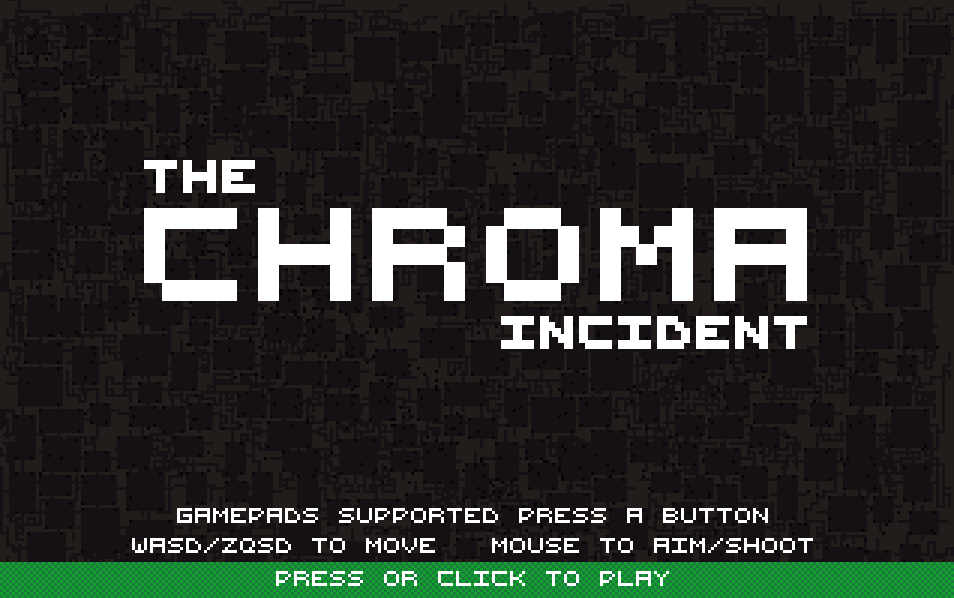 THE
CHROMA
INCIDENT
GAMEPADS SUPPORTED PRESS A BUTTON
WASD/ZQSD TO MOVE MOUSE TO AIM/SHOOT
PRESS OR CLICK TO PLAY